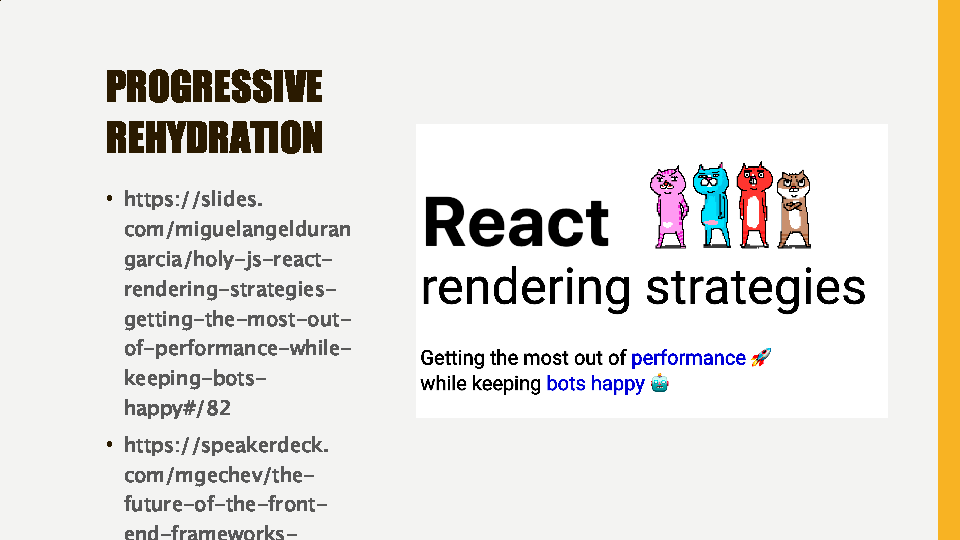 PROGRESSIVE
REHYDRATION
• https://slides.
com/miguelangelduran
garcia/holy-js-react-
rendering-strategies-
getting-the-most-out-
of-performance-while-
keeping-bots-
happy#/82
• https://speakerdeck.
com/mgechev/the-
future-of-the-front-
end-frameworks-
React
rendering strategies
Getting the most out of performance 🚀
while keeping bots happy 🤖